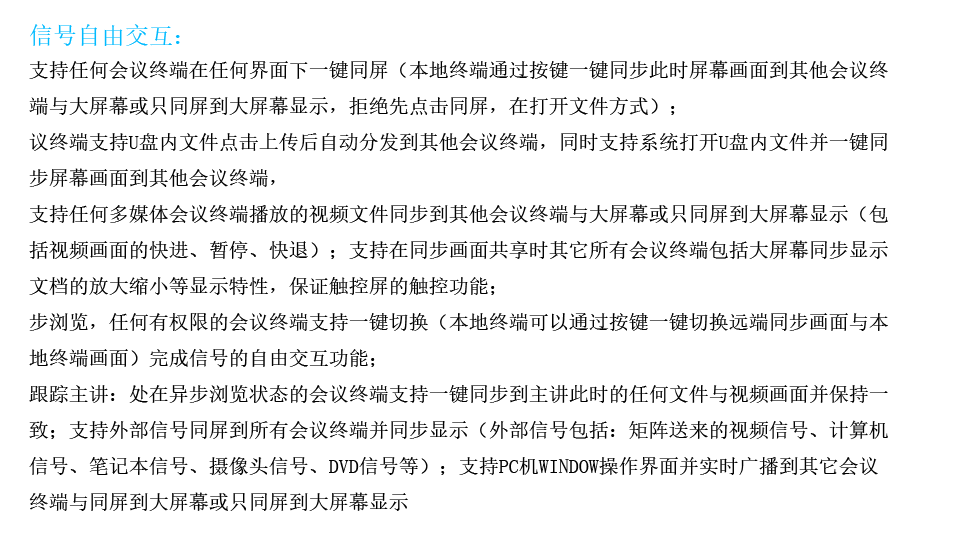 信号自由交互：
支持任何会议终端在任何界面下一键同屏（本地终端通过按键一键同步此时屏幕画面到其他会议终
端与大屏幕或只同屏到大屏幕显示，拒绝先点击同屏，在打开文件方式）；
议终端支持U盘内文件点击上传后自动分发到其他会议终端，同时支持系统打开U盘内文件并一键同
步屏幕画面到其他会议终端，
支持任何多媒体会议终端播放的视频文件同步到其他会议终端与大屏幕或只同屏到大屏幕显示（包
括视频画面的快进、暂停、快退）；支持在同步画面共享时其它所有会议终端包括大屏幕同步显示
文档的放大缩小等显示特性，保证触控屏的触控功能；
步浏览，任何有权限的会议终端支持一键切换（本地终端可以通过按键一键切换远端同步画面与本
地终端画面）完成信号的自由交互功能；
跟踪主讲：处在异步浏览状态的会议终端支持一键同步到主讲此时的任何文件与视频画面并保持一
致；支持外部信号同屏到所有会议终端并同步显示（外部信号包括：矩阵送来的视频信号、计算机
信号、笔记本信号、摄像头信号、DVD信号等）；支持PC机WINDOW操作界面并实时广播到其它会议
终端与同屏到大屏幕或只同屏到大屏幕显示